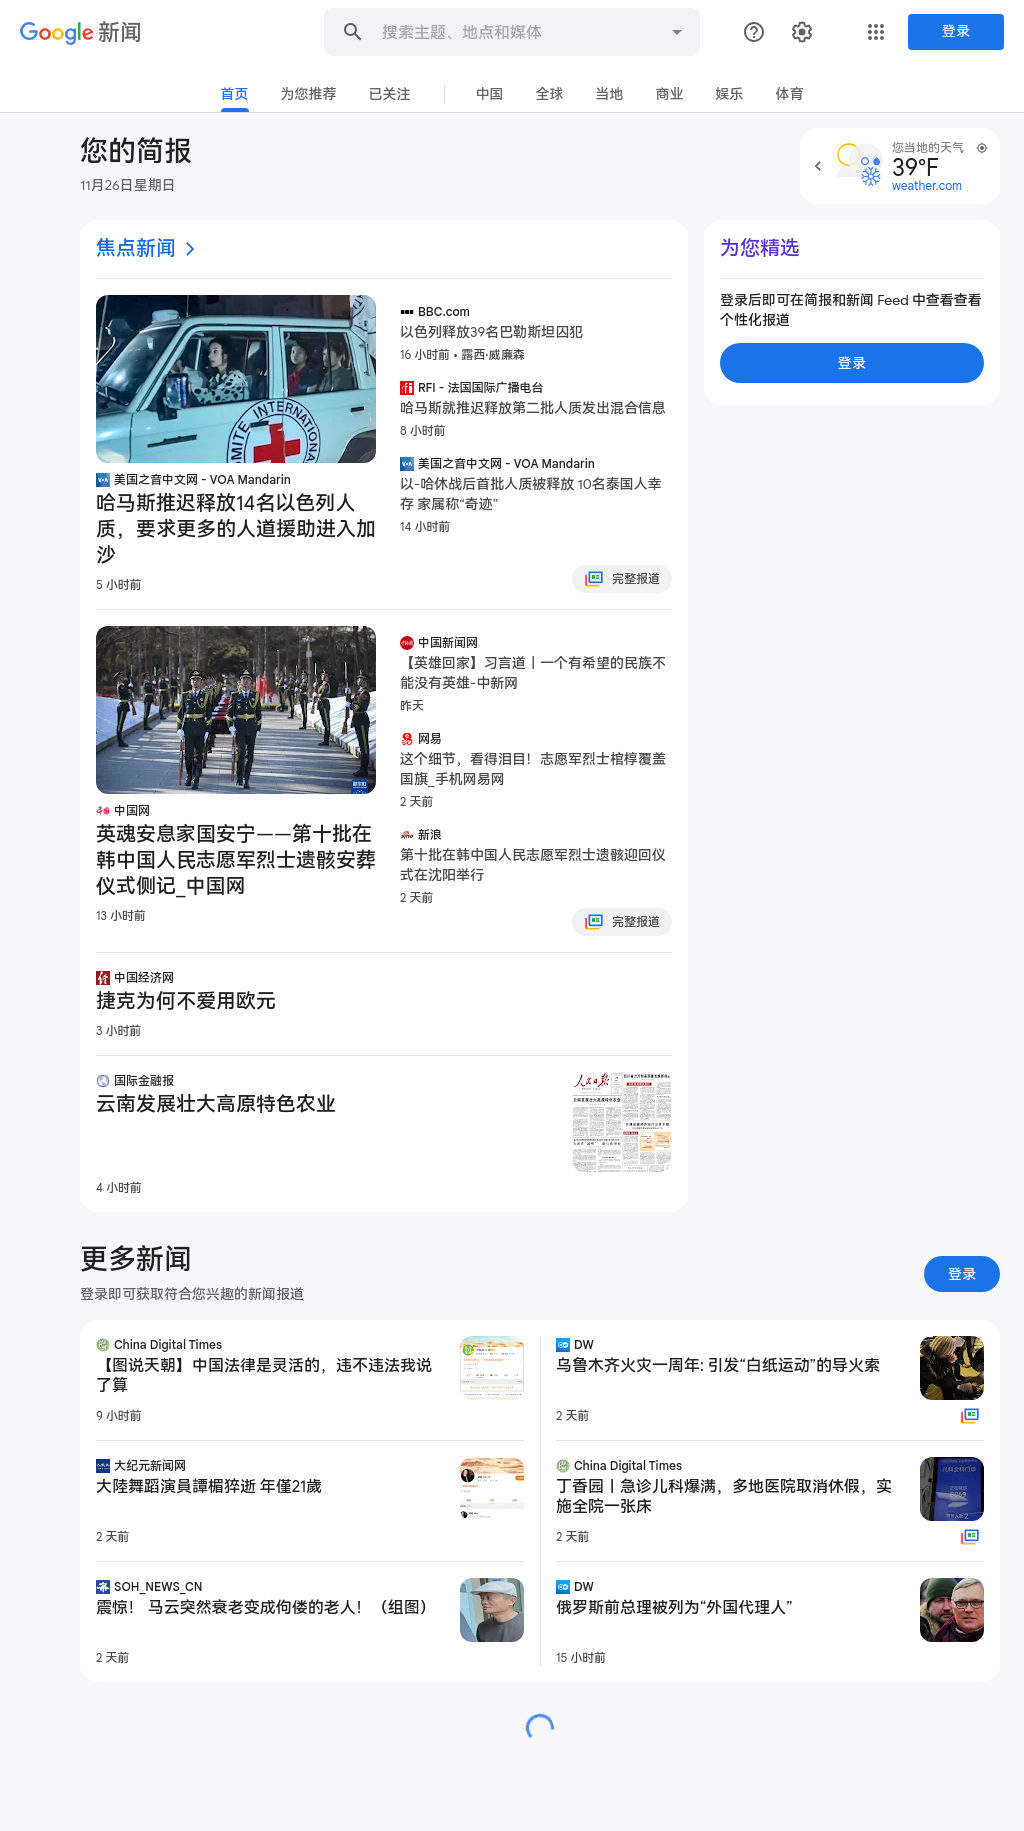 Google 新闻
搜索主题、地点和媒体
登录
首页
为您推荐
已关注
中国
全球
当地
商业
娱乐
体育
您的简报
11月26日星期日
您当地的天气
39°F
weather.com
焦点新闻
美国之音中文网 - VOA Mandarin
哈马斯推迟释放14名以色列人
质，要求更多的人道援助进入加
沙
5 小时前
BBC.com
以色列释放39名巴勒斯坦囚犯
16 小时前 • 露西·威廉森
RFI - 法国国际广播电台
哈马斯就推迟释放第二批人质发出混合信息
8 小时前
美国之音中文网 - VOA Mandarin
以-哈休战后首批人质被释放 10名泰国人幸
存 家属称“奇迹”
14 小时前
完整报道
中国网
英魂安息家国安宁——第十批在
韩中国人民志愿军烈士遗骸安葬
仪式侧记_中国网
13 小时前
中国新闻网
【英雄回家】习言道丨一个有希望的民族不
能没有英雄-中新网
昨天
网易
这个细节，看得泪目！志愿军烈士棺椁覆盖
国旗_手机网易网
2 天前
新浪
第十批在韩中国人民志愿军烈士遗骸迎回仪
式在沈阳举行
2 天前
完整报道
中国经济网
捷克为何不爱用欧元
3 小时前
国际金融报
云南发展壮大高原特色农业
4 小时前
人民日报
为您精选
登录后即可在简报和新闻 Feed 中查看查看
个性化报道
登录
更多新闻
登录即可获取符合您兴趣的新闻报道
登录
China Digital Times
【图说天朝】中国法律是灵活的，违不违法我说
了算
9 小时前
DW
乌鲁木齐火灾一周年: 引发“白纸运动”的导火索
2 天前
大纪元新闻网
大陸舞蹈演員譚楣猝逝 年僅21歲
2 天前
China Digital Times
丁香园丨急诊儿科爆满，多地医院取消休假，实
施全院一张床
2 天前
SOH_NEWS_CN
震惊！ 马云突然衰老变成佝偻的老人！（组图）
2 天前
DW
俄罗斯前总理被列为“外国代理人”
15 小时前